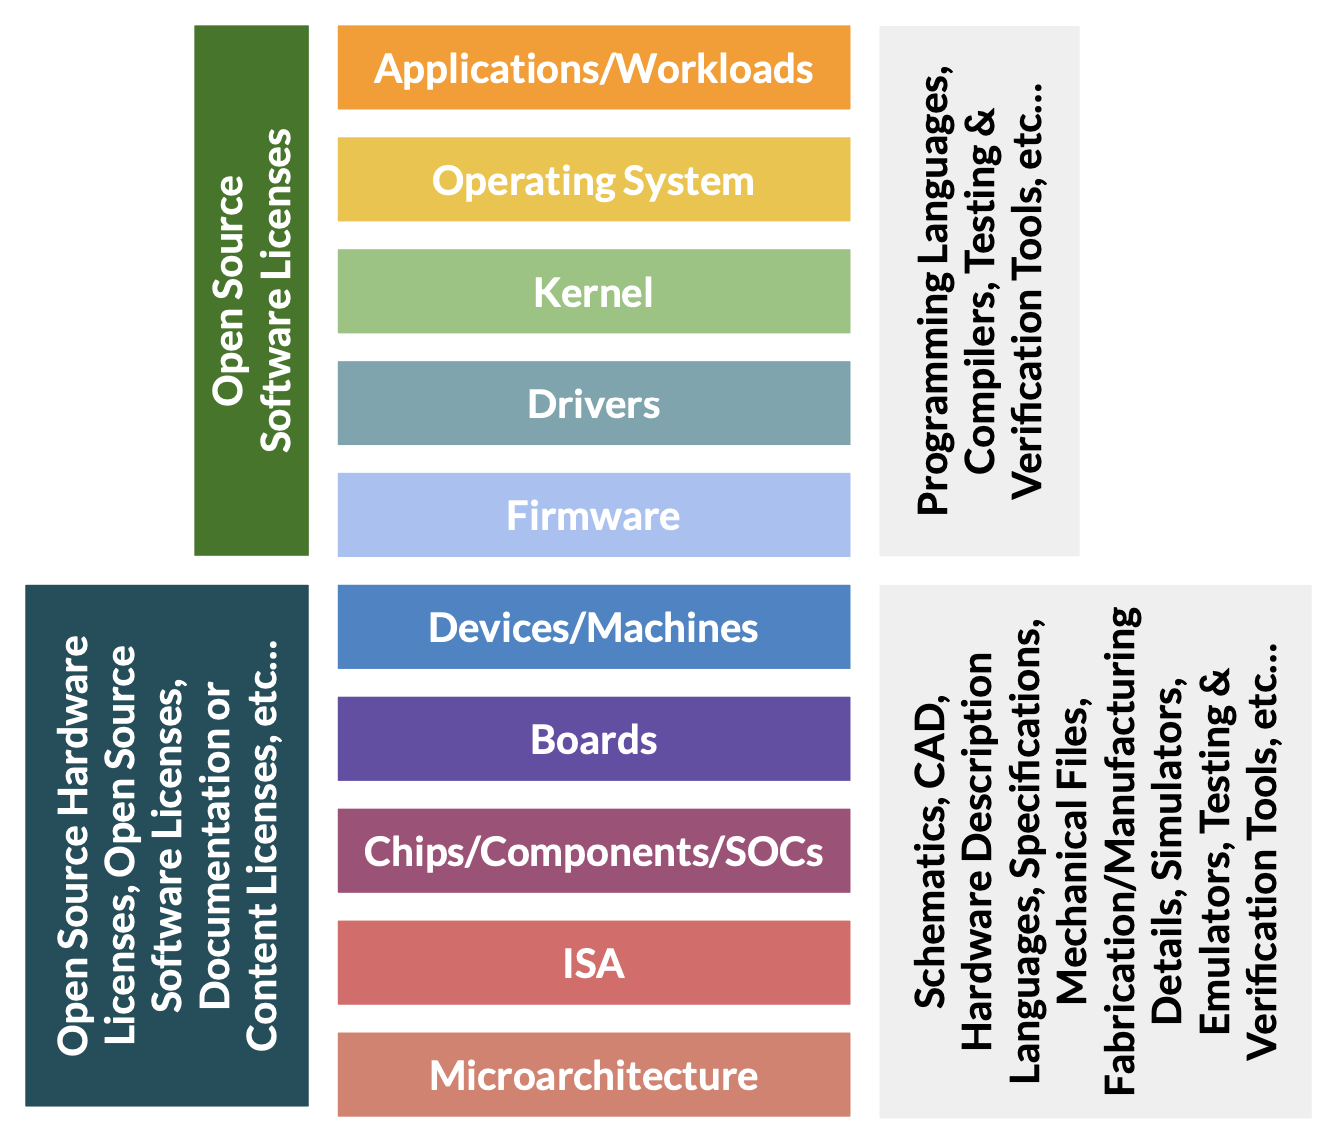 Open Source
Software Licenses
Applications/Workloads
Operating System
Kernel
Drivers
Firmware
Programming Languages,
Compilers, Testing &
Verification Tools, etc...
Open Source Hardware
Licenses, Open Source
Software Licenses,
Documentation or
Content Licenses, etc...
Devices/Machines
Boards
Chips/Components/SOCs
ISA
Microarchitecture
Schematics, CAD,
Hardware Description
Languages, Specifications,
Mechanical Files,
Fabrication/Manufacturing
Details, Simulators,
Emulators, Testing &
Verification Tools, etc...